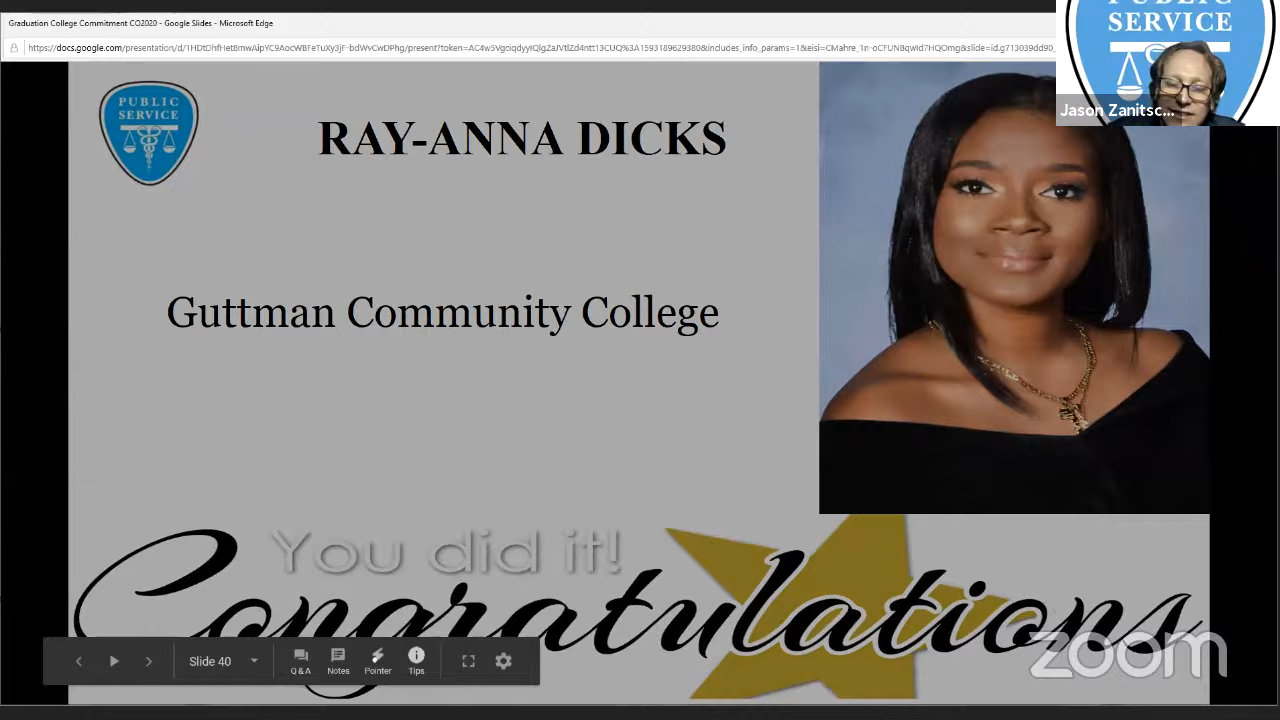 Graduation College Commitment CO2020 - Google Slides - Microsoft Edge
PUBLIC
SERVICE
Jason Zanitsc...
PUBLIC
SERVICE
RAY-ANNA DICKS
Guttman Community College
You did it!
Congratulations
Slide 40
Q & A
Notes
Pointer
Tips
zoom